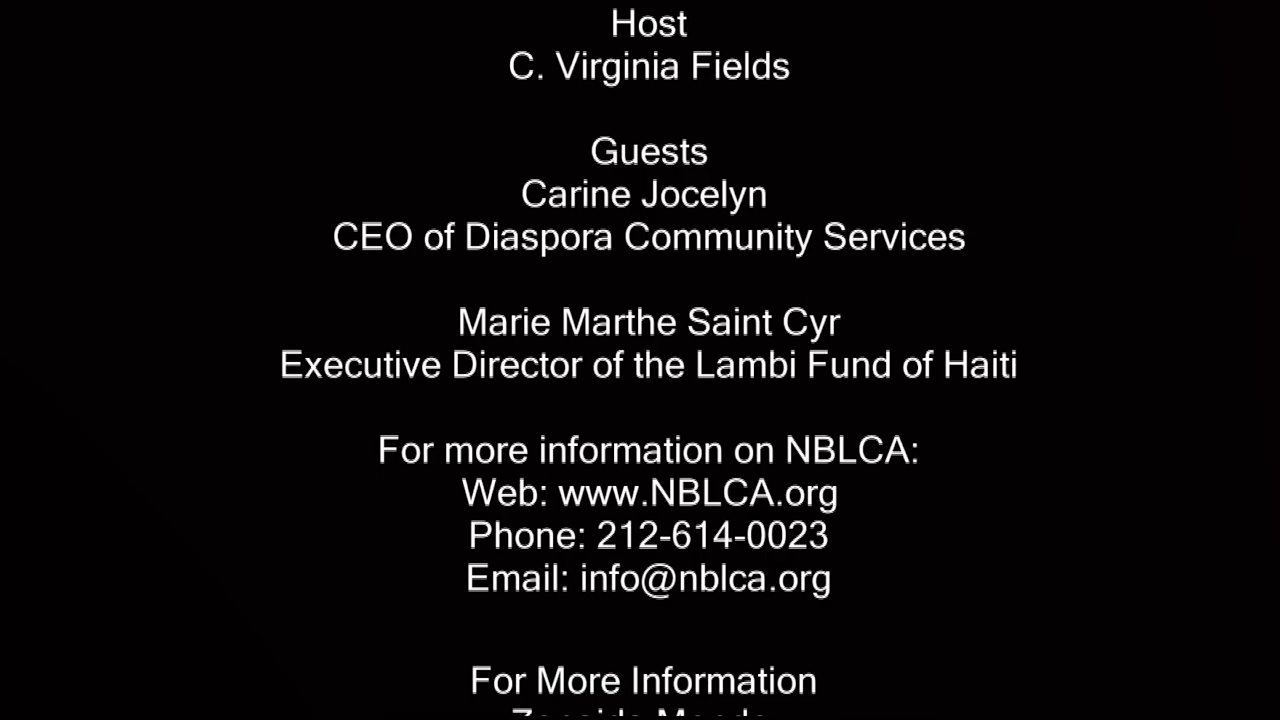 Host
C. Virginia Fields
Guests
Carine Jocelyn
CEO of Diaspora Community Services
Marie Marthe Saint Cyr
Executive Director of the Lambi Fund of Haiti
For more information on NBLCA:
Web: www.NBLCA.org
Phone: 212-614-0023
Email: info@nblca.org
For More Information